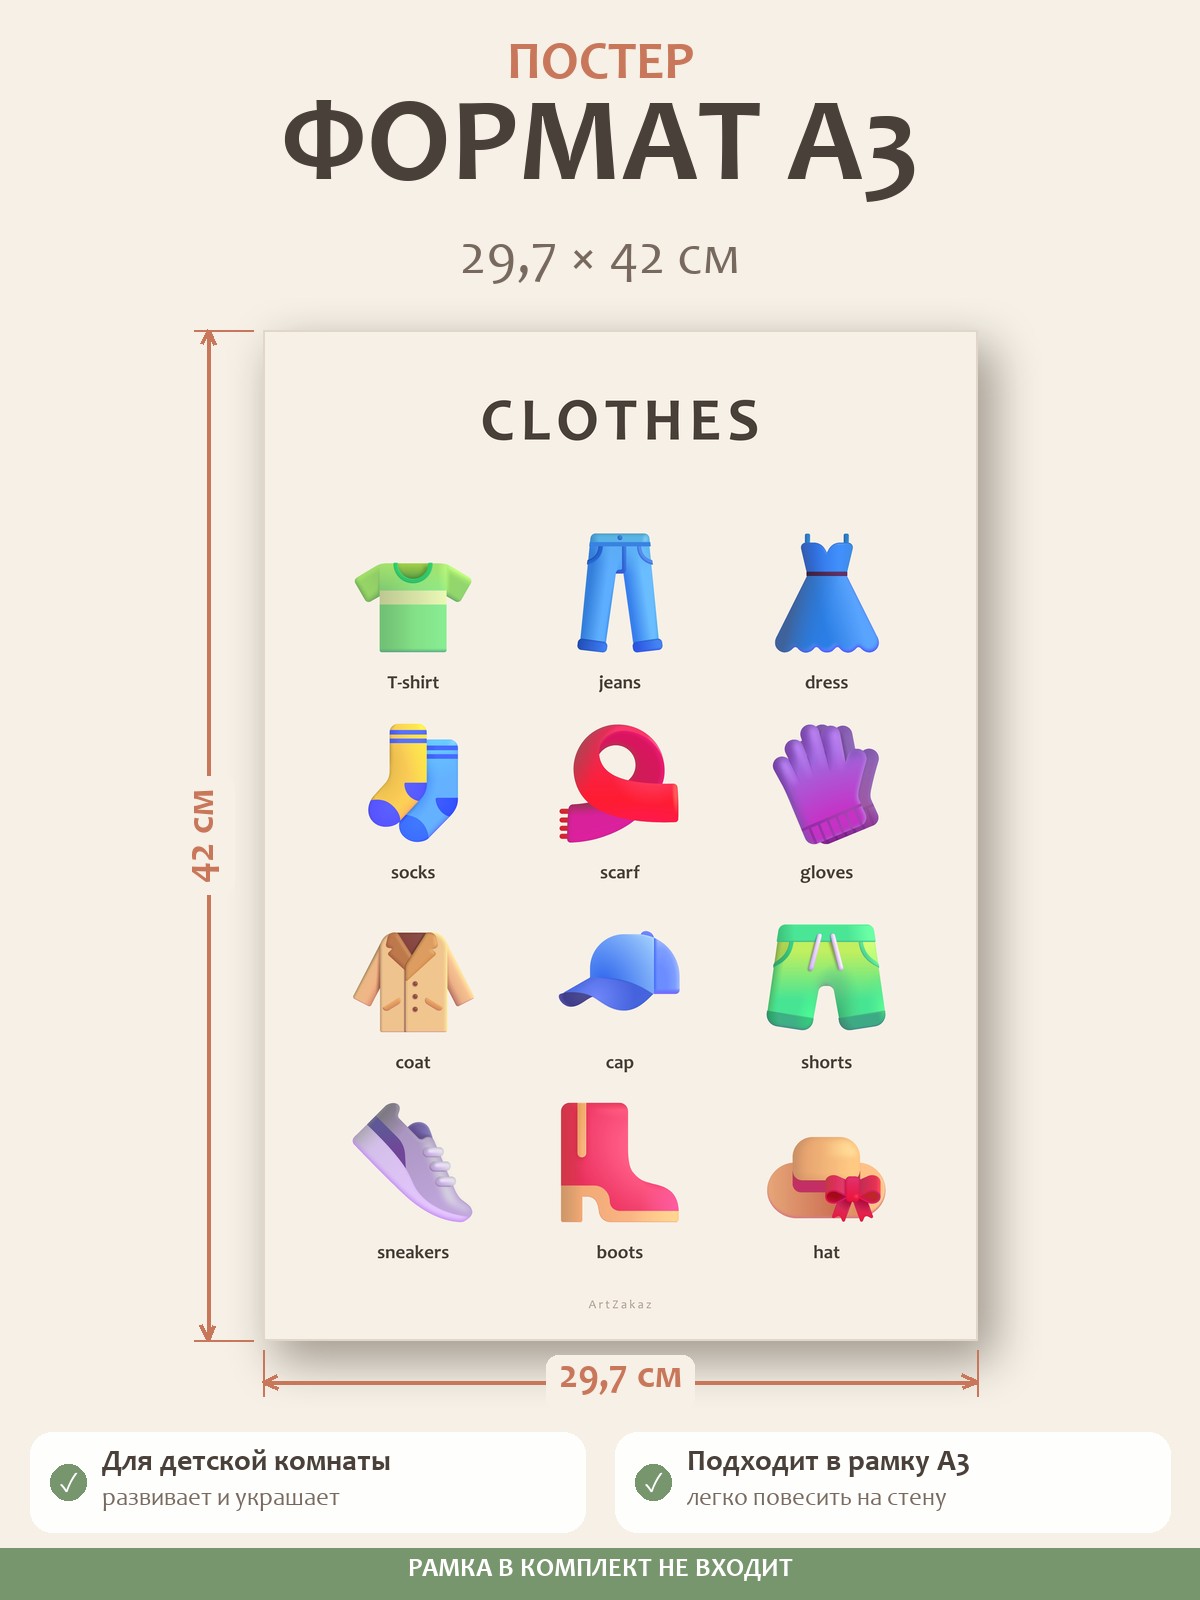 ПОСТЕР
ФОРМАТ А3
29,7 × 42 см
CLOTHES
T-shirt jeans dress
socks scarf gloves
42 см
coat cap shorts
sneakers boots hat
ArtZakaz
29,7 см
Для детской комнаты
развивает и украшает
Подходит в рамку А3
легко повесить на стену
РАМКА В КОМПЛЕКТ НЕ ВХОДИТ